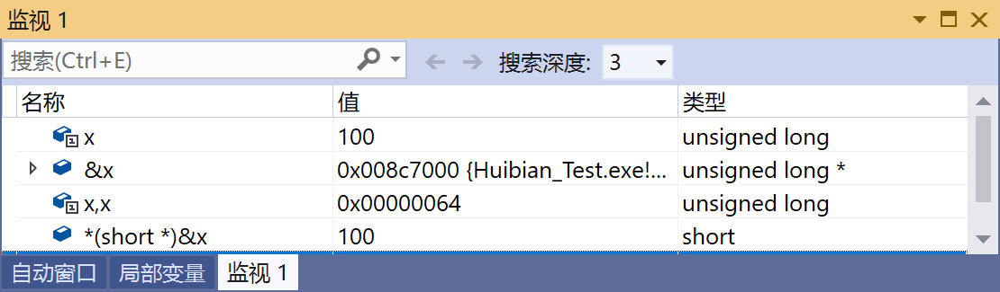 监视 1
搜索(Ctrl+E) 搜索深度: 3
名称 值 类型
x 100 unsigned long
&x 0x008c7000 {Huibian_Test.exe!... unsigned long *
x,x 0x00000064 unsigned long
*(short *)&x 100 short
自动窗口 局部变量 监视 1